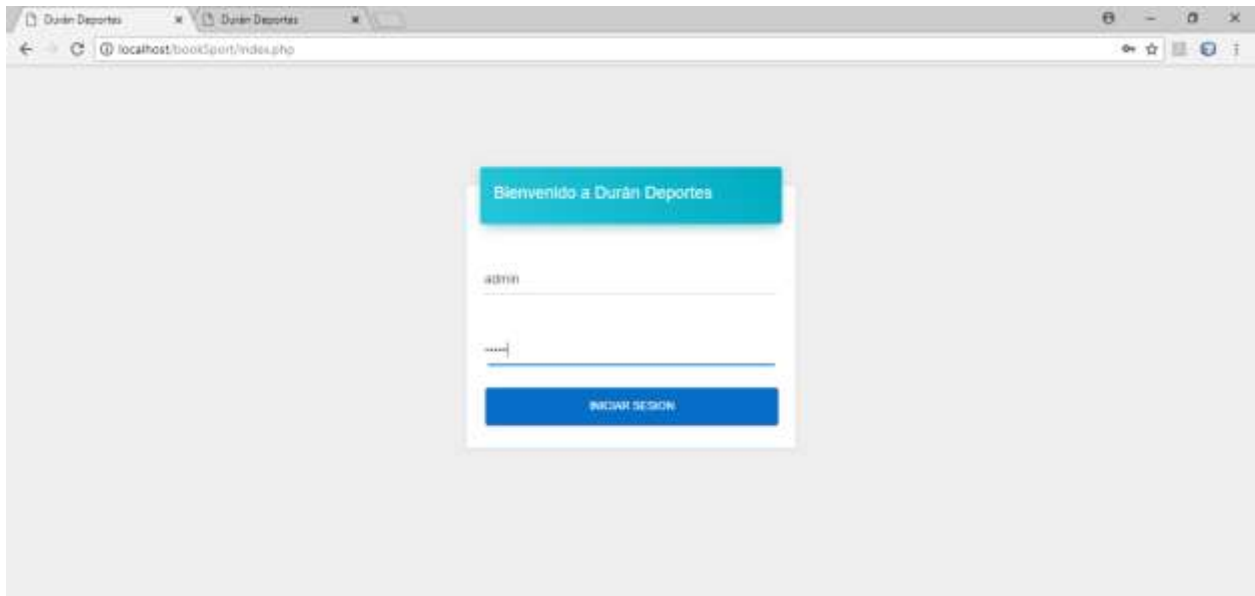 Durán Deportes
Durán Deportes
localhost/bookSport/index.php
Bienvenido a Durán Deportes
admin
INICIAR SESION